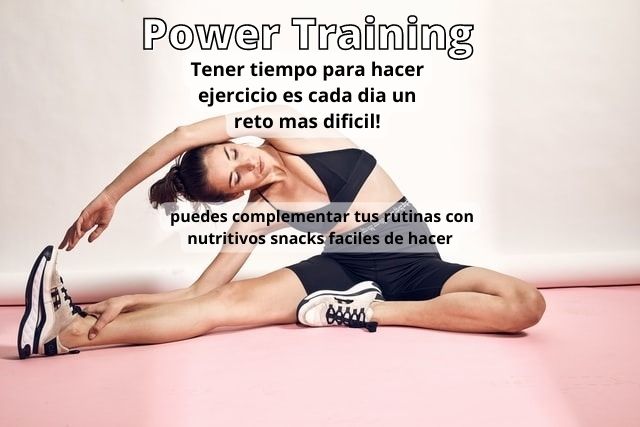 Power Training
Tener tiempo para hacer
ejercicio es cada dia un
reto mas dificil!
puedes complementar tus rutinas con
nutritivos snacks faciles de hacer